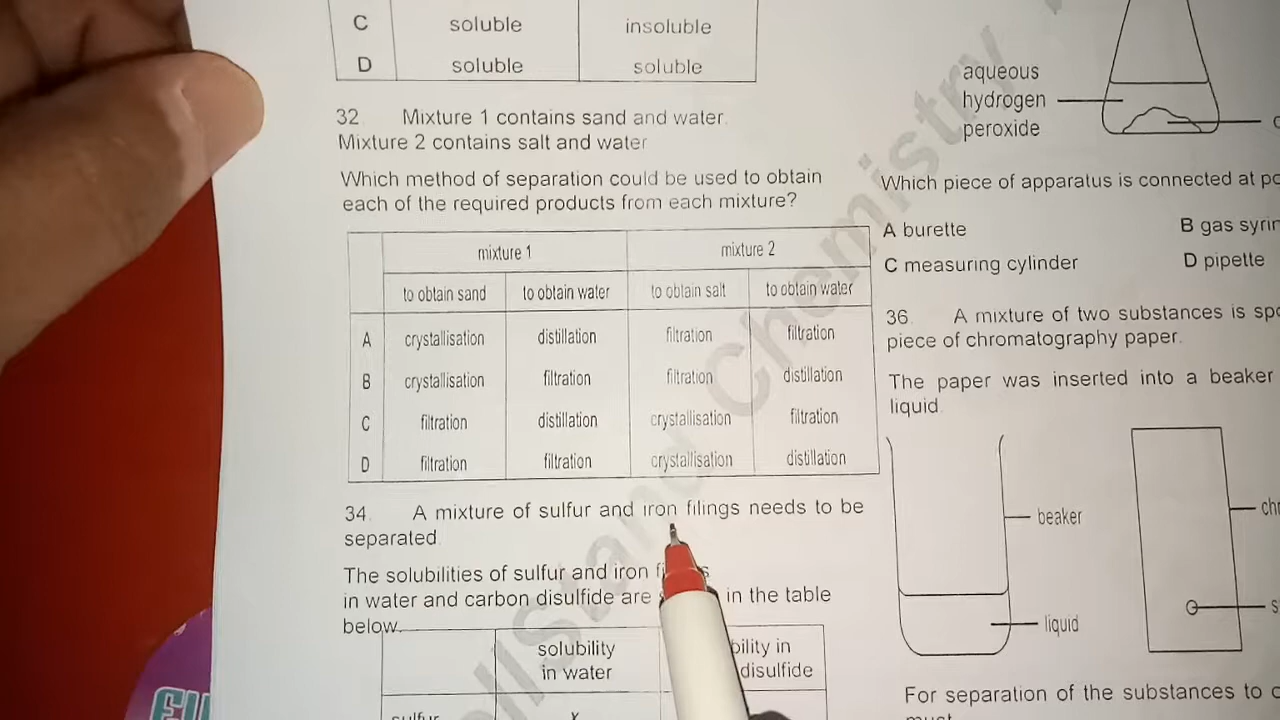 C soluble insoluble
D soluble soluble
32. Mixture 1 contains sand and water.
Mixture 2 contains salt and water
Which method of separation could be used to obtain
each of the required products from each mixture?
mixture 1 mixture 2
to obtain sand to obtain water to obtain salt to obtain water
A crystallisation distillation filtration filtration
B crystallisation filtration filtration distillation
C filtration distillation crystallisation filtration
D filtration filtration crystallisation distillation
34. A mixture of sulfur and iron filings needs to be
separated
The solubilities of sulfur and iron
in water and carbon disulfide are in the table
below.
solubility
in water
disulfide
sulfur
aqueous
hydrogen
peroxide
Which piece of apparatus is connected at
A burette B gas
C measuring cylinder D pipette
36. A mixture of two substances is
piece of chromatography paper.
The paper was inserted into a beaker
liquid
beaker
liquid
For separation of the substances to
must
Chemistry